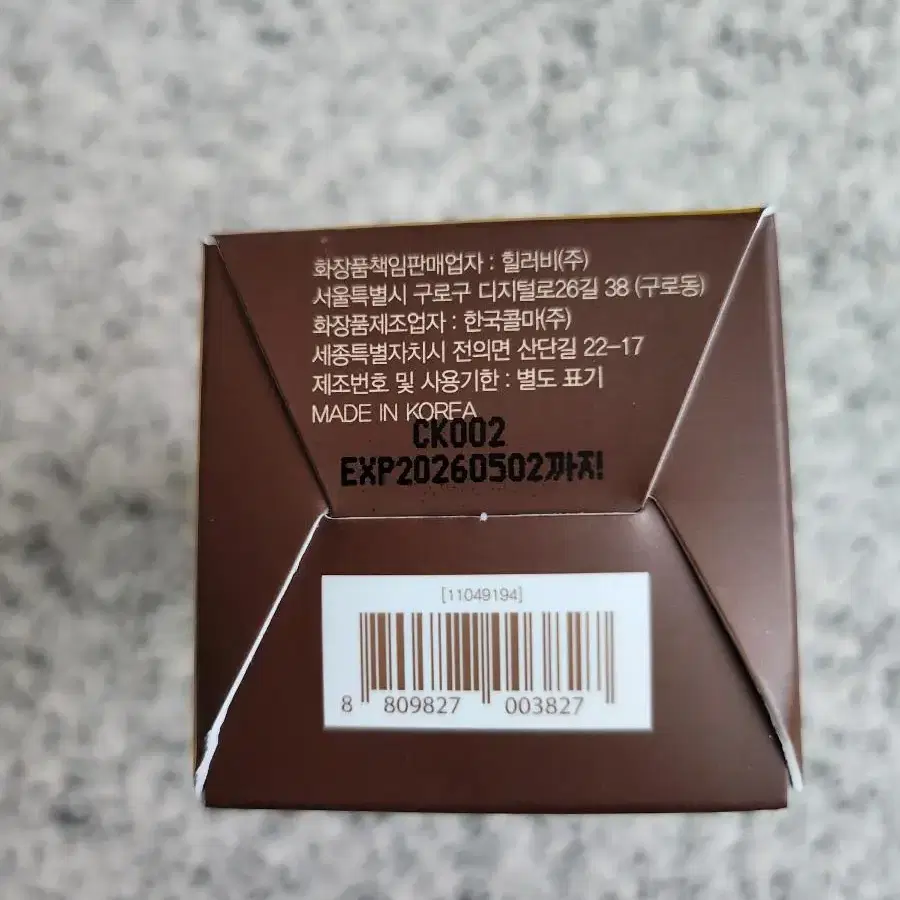 화장품책임판매업자 : 힐러비(주)
서울특별시 구로구 디지털로26길 38 (구로동)
화장품제조업자 : 한국콜마(주)
세종특별자치시 전의면 산단길 22-17
제조번호 및 사용기한 : 별도 표기
MADE IN KOREA
CK002
EXP20260502까지!
[11049194]
8 809827 003827